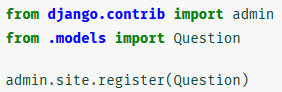 from django.contrib import admin
from .models import Question

admin.site.register(Question)